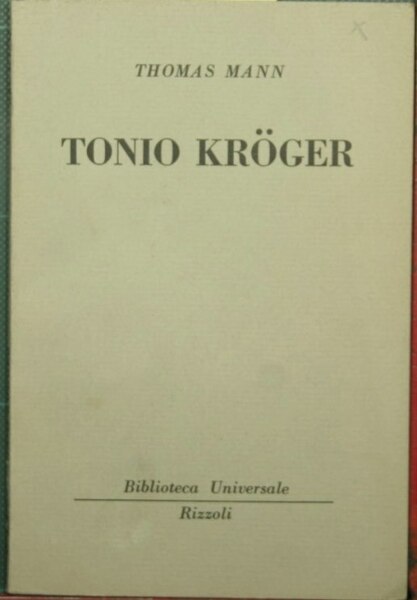 THOMAS MANN
TONIO KRÖGER
Biblioteca Universale
Rizzoli